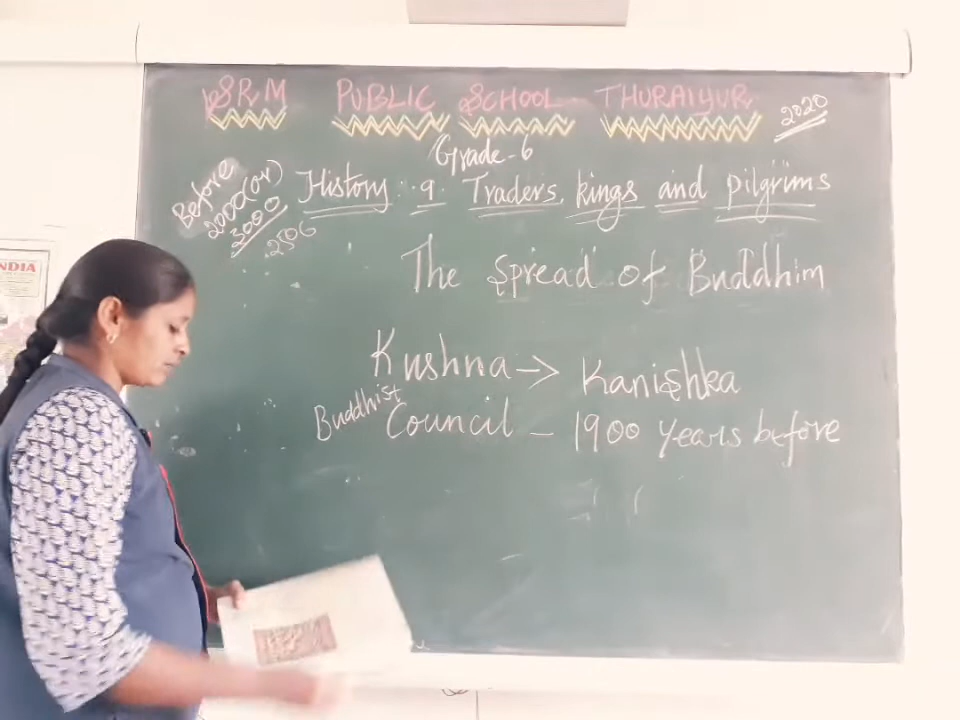 SRM PUBLIC SCHOOL - THURAIYUR
2020
Grade-6
Before
2000 (or)
3000
2506
History : 9 Traders, kings and pilgrims
The Spread of Buddhim
Kushna → Kanishka
Buddhist
Council - 1900 years before
INDIA